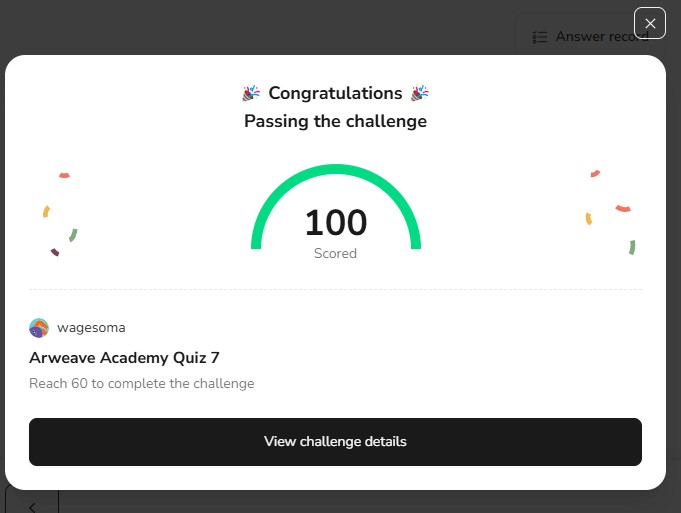 Answer record
Congratulations
Passing the challenge
100
Scored
wagesoma
Arweave Academy Quiz 7
Reach 60 to complete the challenge
View challenge details